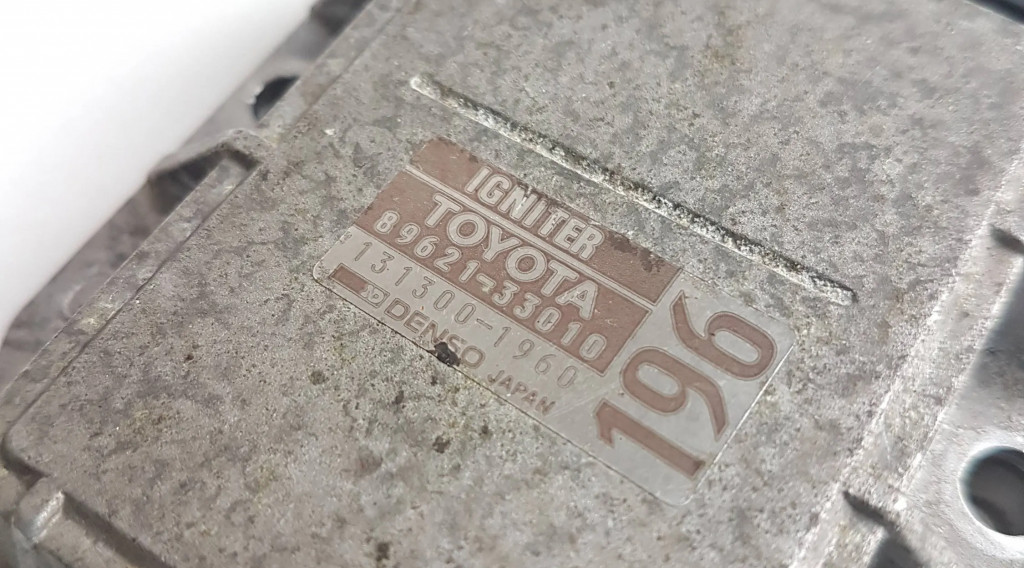 IGNITER
TOYOTA
89621-33010
131300-1960
DENSO JAPAN
196